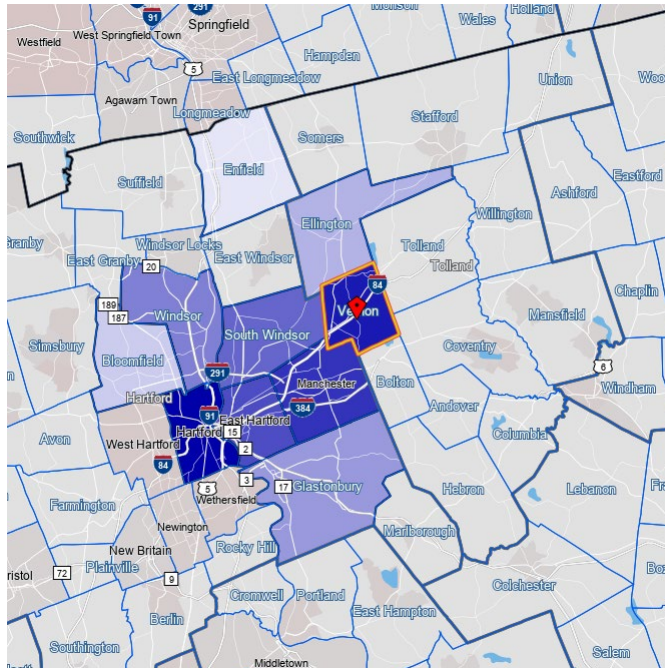 291
91
Holland
Monson
Wales
West Springfield Town
Springfield
Westfield
Hampden
Union
5
East Longmeadow
Agawam Town
Longmeadow
Stafford
Southwick
Somers
Enfield
Eastford
Suffield
Ashford
Ellington
Willington
Granby
Windsor Locks
Tolland
East Granby
East Windsor
Tolland
20
84
Chaplin
189
187
Windsor
Vernon
Mansfield
South Windsor
Simsbury
Coventry
Bloomfield
291
Manchester
Bolton
6
Windham
Hartford
91
384
Andover
East Hartford
Hartford
15
Columbia
Avon
West Hartford
2
84
3
17
Glastonbury
5
Lebanon
Wethersfield
Hebron
Farmington
Newington
Marlborough
New Britain
Rocky Hill
72
Plainville
9
Colchester
Cromwell
Portland
Berlin
East Hampton
Southington
Middletown
Salem